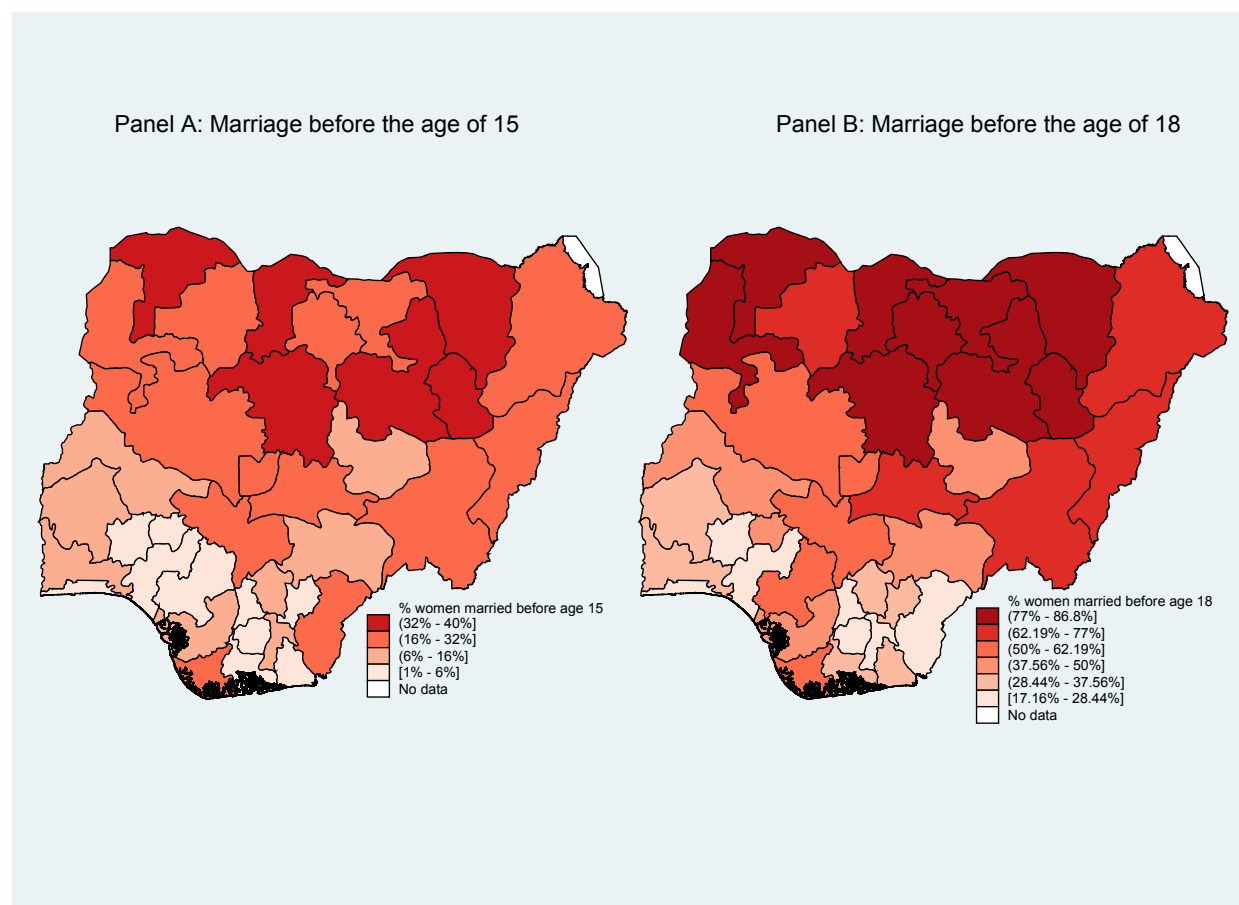 Panel A: Marriage before the age of 15
Panel B: Marriage before the age of 18
% women married before age 15
(32% - 40%]
(16% - 32%]
(6% - 16%]
[1% - 6%]
No data
% women married before age 18
(77% - 86.8%]
(62.19% - 77%]
(50% - 62.19%]
(37.56% - 50%]
(28.44% - 37.56%]
[17.16% - 28.44%]
No data